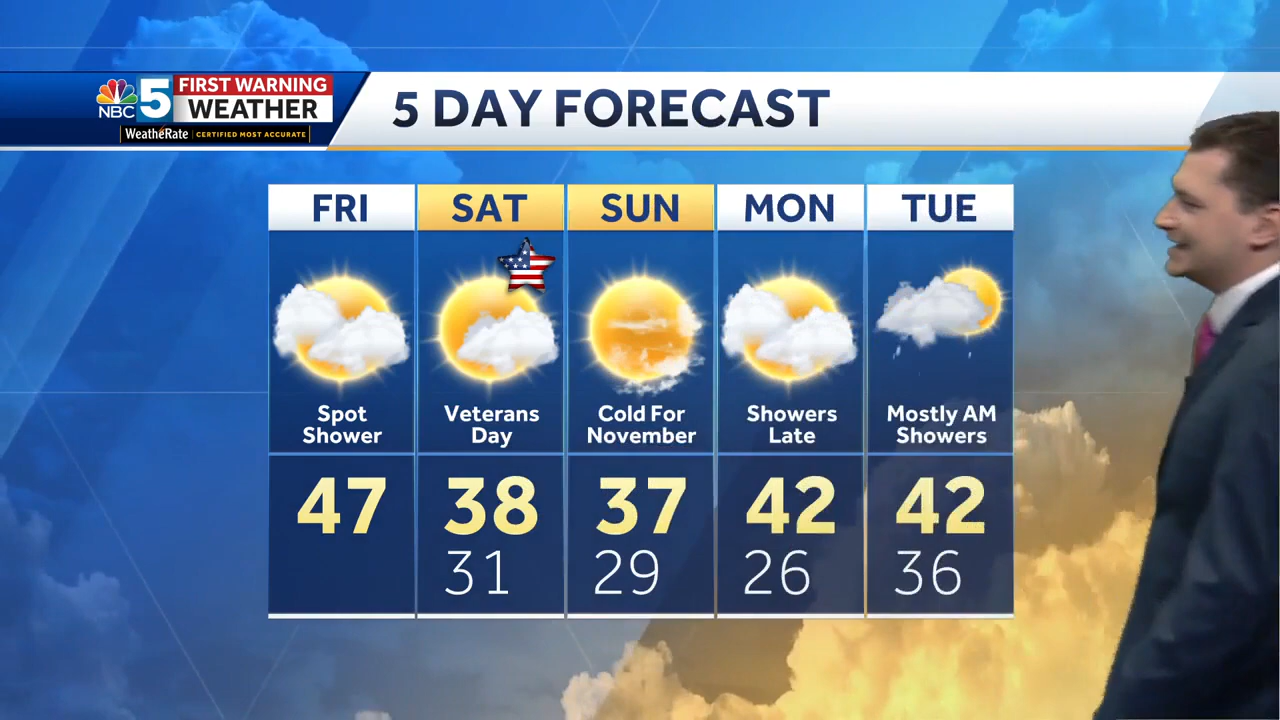 NBC 5 FIRST WARNING
WEATHER
WeatheRate | CERTIFIED MOST ACCURATE
5 DAY FORECAST
FRI SAT SUN MON TUE
Spot
Shower
Veterans
Day
Cold For
November
Showers
Late
Mostly AM
Showers
47 38 37 42 42
31 29 26 36